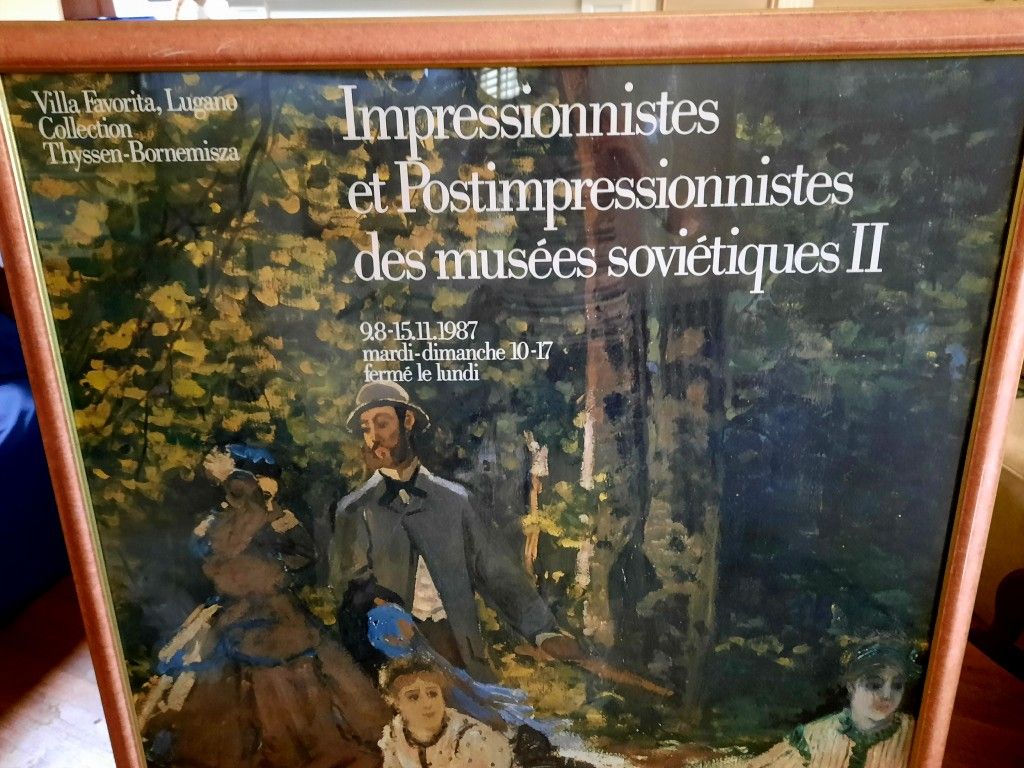 Villa Favorita, Lugano
Collection
Thyssen-Bornemisza
Impressionnistes
et Postimpressionnistes
des musées soviétiques II
9.8-15.11.1987
mardi-dimanche 10-17
fermé le lundi